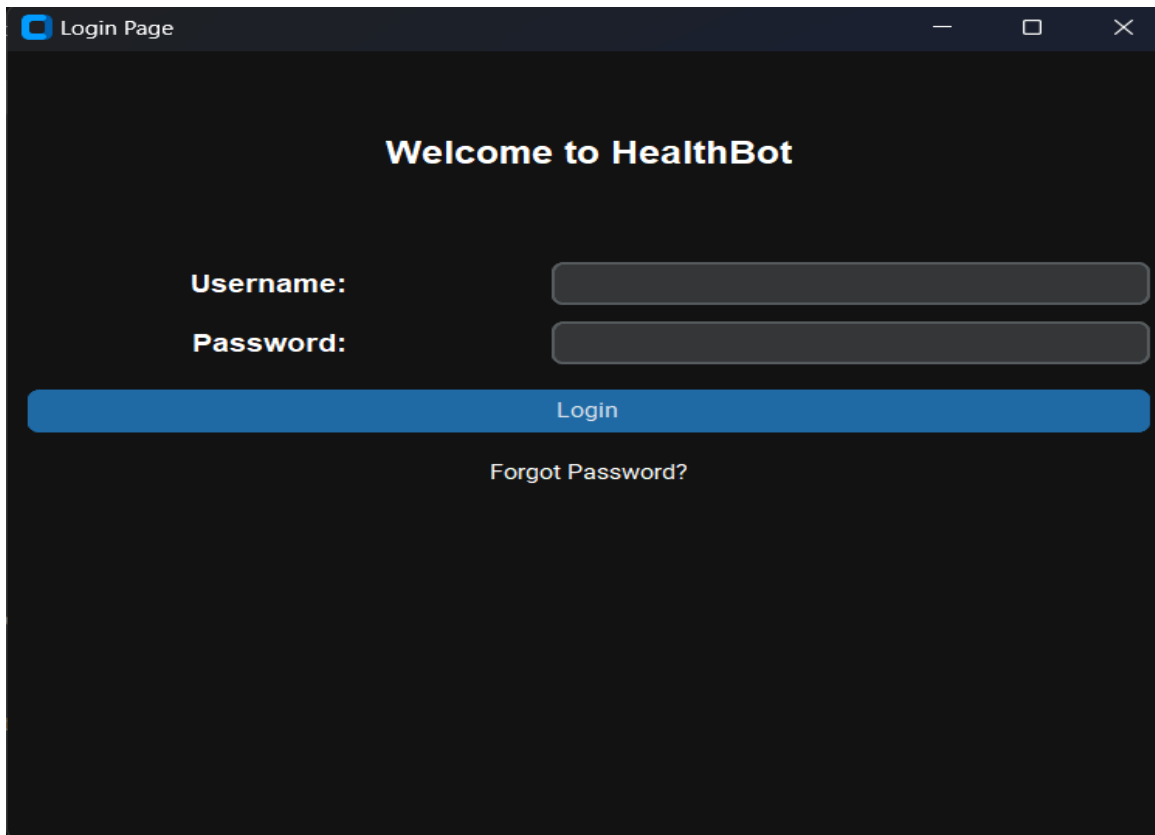 Login Page
Welcome to HealthBot
Username:
Password:
Login
Forgot Password?